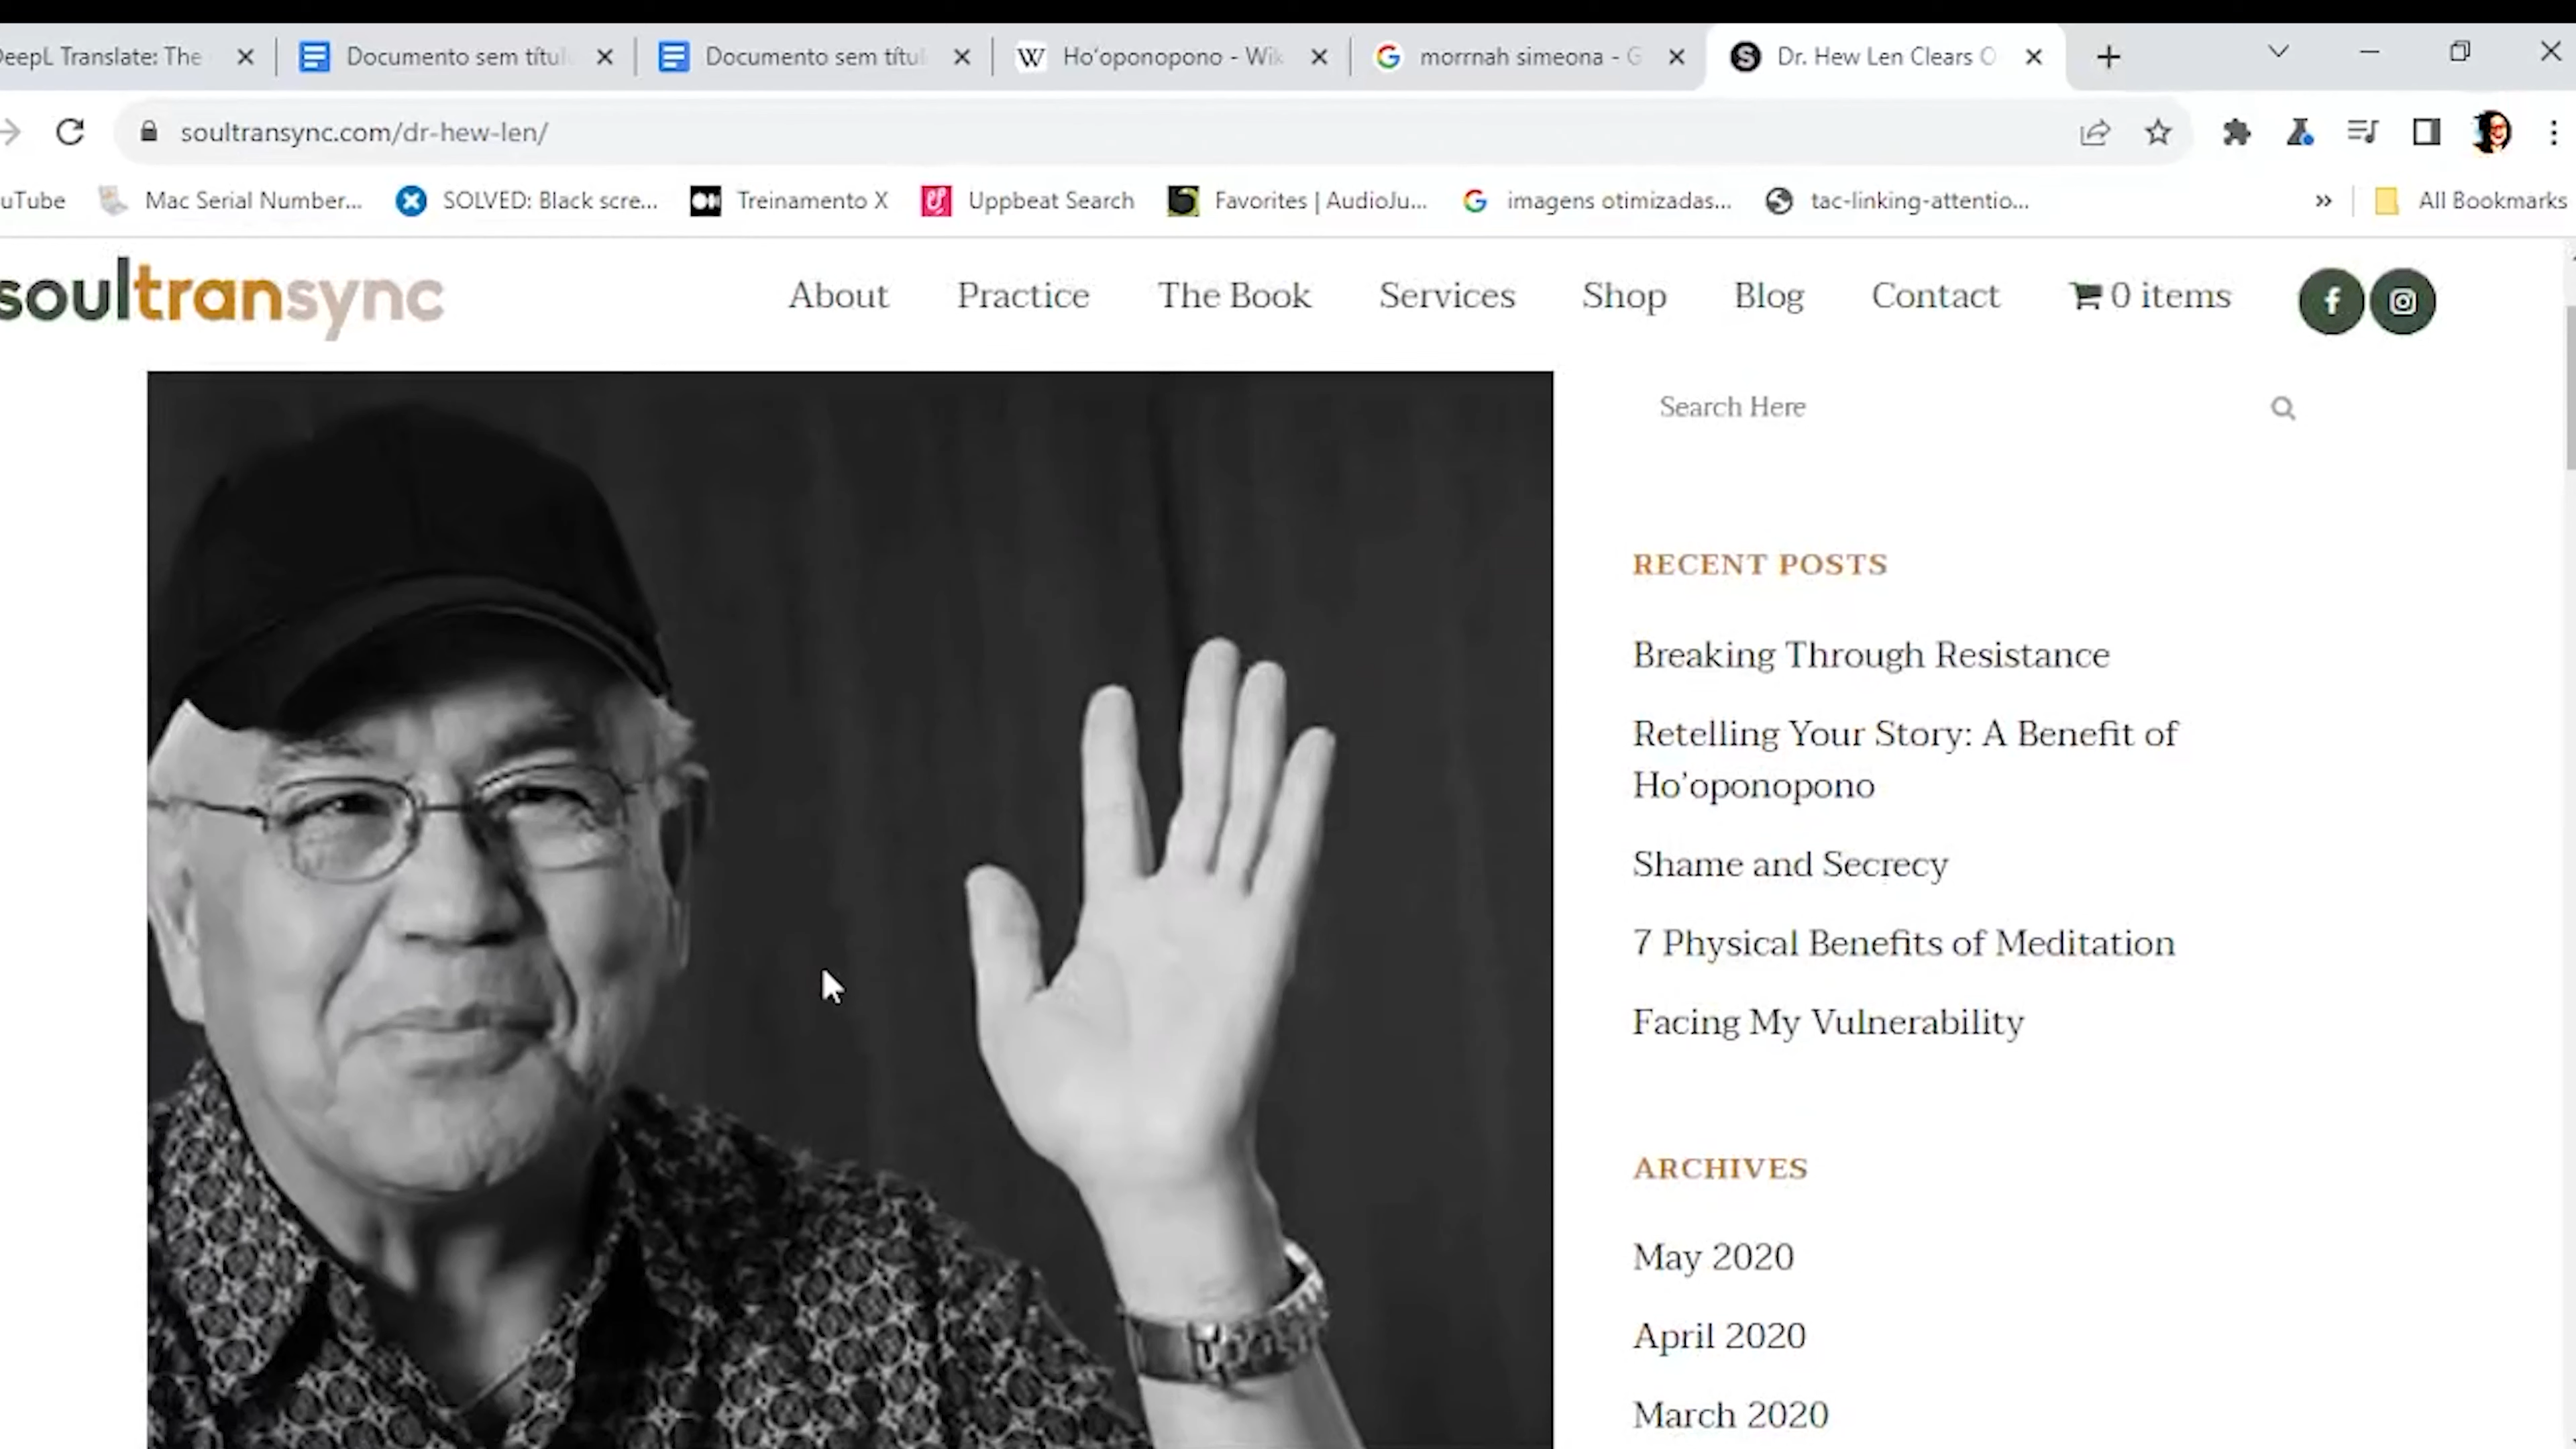 DeepL Translate: The
Documento sem títul
Documento sem títul
Hoʻoponopono - Wik
morrnah simeona - G
Dr. Hew Len Clears O
soultransync.com/dr-hew-len/
uTube
Mac Serial Number...
SOLVED: Black scre...
Treinamento X
Uppbeat Search
Favorites | AudioJu...
imagens otimizadas...
tac-linking-attentio...
»
All Bookmarks
soultransync
About
Practice
The Book
Services
Shop
Blog
Contact
0 items
Search Here
RECENT POSTS
Breaking Through Resistance
Retelling Your Story: A Benefit of
Ho’oponopono
Shame and Secrecy
7 Physical Benefits of Meditation
Facing My Vulnerability
ARCHIVES
May 2020
April 2020
March 2020